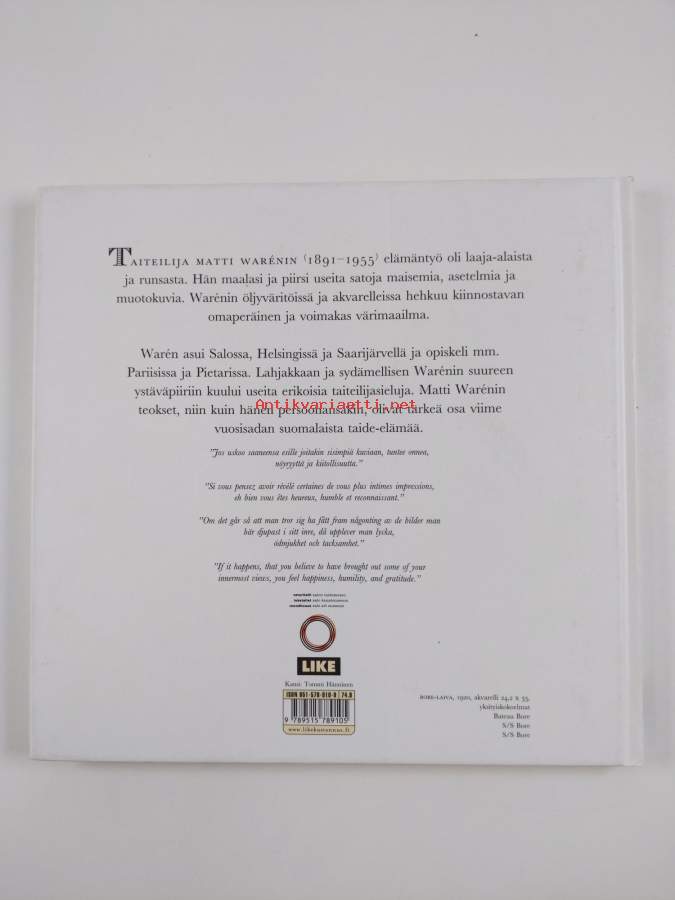 TAITEILIJA MATTI WARÉNIN (1891–1955) elämäntyö oli laaja-alaista
ja runsasta. Hän maalasi ja piirsi useita satoja maisemia, asetelmia ja
muotokuvia. Warénin öljyväritöissä ja akvarelleissa hehkuu kiinnostavan
omaperäinen ja voimakas värimaailma.
Warén asui Salossa, Helsingissä ja Saarijärvellä ja opiskeli mm.
Pariisissa ja Pietarissa. Lahjakkaan ja sydämellisen Warénin suureen
ystäväpiiriin kuului useita erikoisia taiteilijasieluja. Matti Warénin
Antikvariaatti.net
teokset, niin kuin hänen persoonansakin, olivat tärkeä osa viime
vuosisadan suomalaista taide-elämää.
"Jos uskoo saaneensa esille joitakin sisimpiä kuviaan, tuntee onnea,
nöyryyttä ja kiitollisuutta."
"Si vous pensez avoir révélé certaines de vous plus intimes impressions,
eh bien vous êtes heureux, humble et reconnaissant."
"Om det går så att man tror sig ha fått fram någonting av de bilder man
bär djupast i sitt inre, då upplever man lycka,
ödmjukhet och tacksamhet."
"If it happens, that you believe to have brought out some of your
innermost views, you feel happiness, humility, and gratitude."
LIKE
Kansi: Tommi Hänninen
ISBN 951-578-910-8 74.9
9 789515 789105
www.likekustannus.fi
BORE-LAIVA, 1920, akvarelli 24,2 x 35,
yksityiskokoelmat
Bateau Bore
S/S Bore
S/S Bore